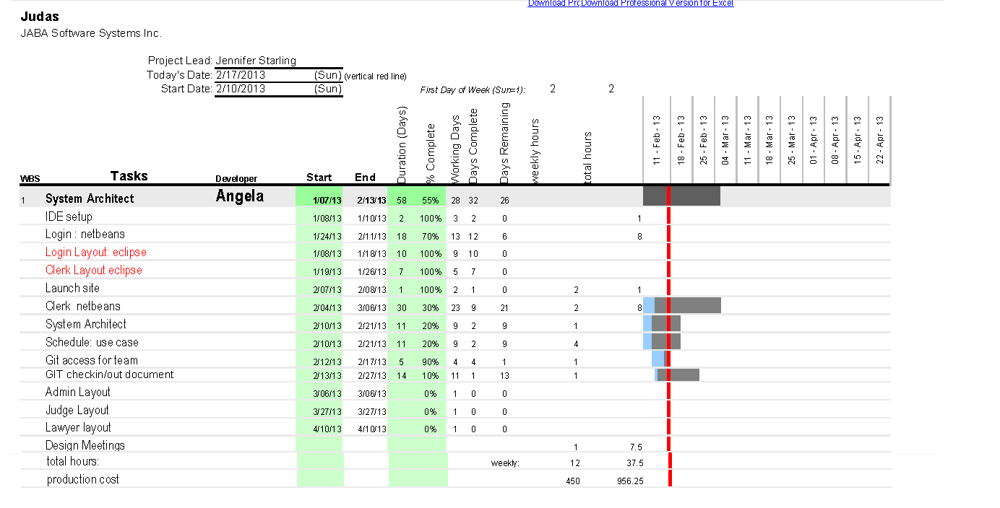 Download Pro Download Professional Version for Excel
Judas
JABA Software Systems Inc.
Project Lead: Jennifer Starling
Today's Date: 2/17/2013 (Sun) (vertical red line)
Start Date: 2/10/2013 (Sun) First Day of Week (Sun=1): 2 2
WBS Tasks Developer Start End Duration (Days) % Complete Working Days Days Complete Days Remaining weekly hours total hours 11 - Feb - 13 18 - Feb - 13 25 - Feb - 13 04 - Mar - 13 11 - Mar - 13 18 - Mar - 13 25 - Mar - 13 01 - Apr - 13 08 - Apr - 13 15 - Apr - 13 22 - Apr - 13
1 System Architect Angela 1/07/13 2/13/13 58 55% 28 32 26
IDE setup 1/08/13 1/10/13 2 100% 3 2 0 1
Login : netbeans 1/24/13 2/11/13 18 70% 13 12 6 8
Login Layout: eclipse 1/08/13 1/18/13 10 100% 9 10 0
Clerk Layout eclipse 1/19/13 1/26/13 7 100% 5 7 0
Launch site 2/07/13 2/08/13 1 100% 2 1 0 2 1
Clerk netbeans 2/04/13 3/06/13 30 30% 23 9 21 2 8
System Architect 2/10/13 2/21/13 11 20% 9 2 9 1
Schedule: use case 2/10/13 2/21/13 11 20% 9 2 9 4
Git access for team 2/12/13 2/17/13 5 90% 4 4 1 1
GIT checkin/out document 2/13/13 2/27/13 14 10% 11 1 13 1
Admin Layout 3/06/13 3/06/13 0% 1 0 0
Judge Layout 3/27/13 3/27/13 0% 1 0 0
Lawyer layout 4/10/13 4/10/13 0% 1 0 0
Design Meetings 1 7.5
total hours: weekly: 12 37.5
production cost 450 956.25